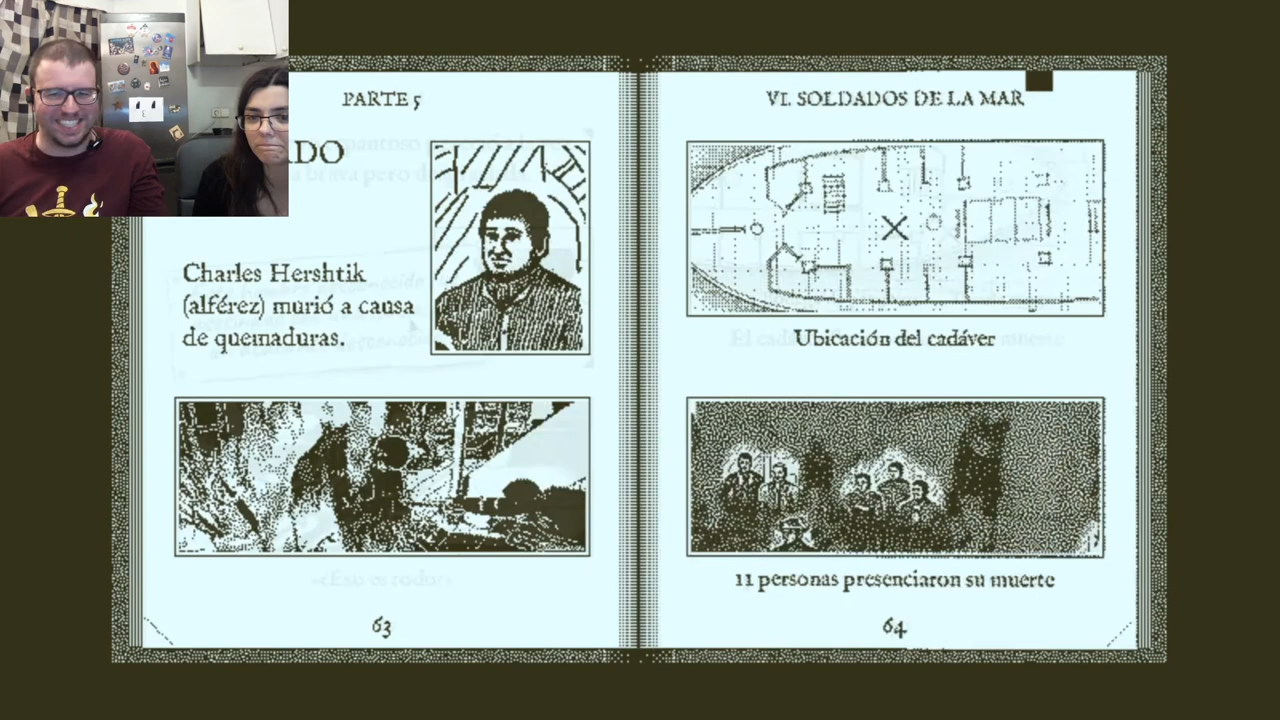 PARTE 5
DO
Charles Hershtik
(alférez) murió a causa
de quemaduras.
63
VI. SOLDADOS DE LA MAR
Ubicación del cadáver
11 personas presenciaron su muerte
64